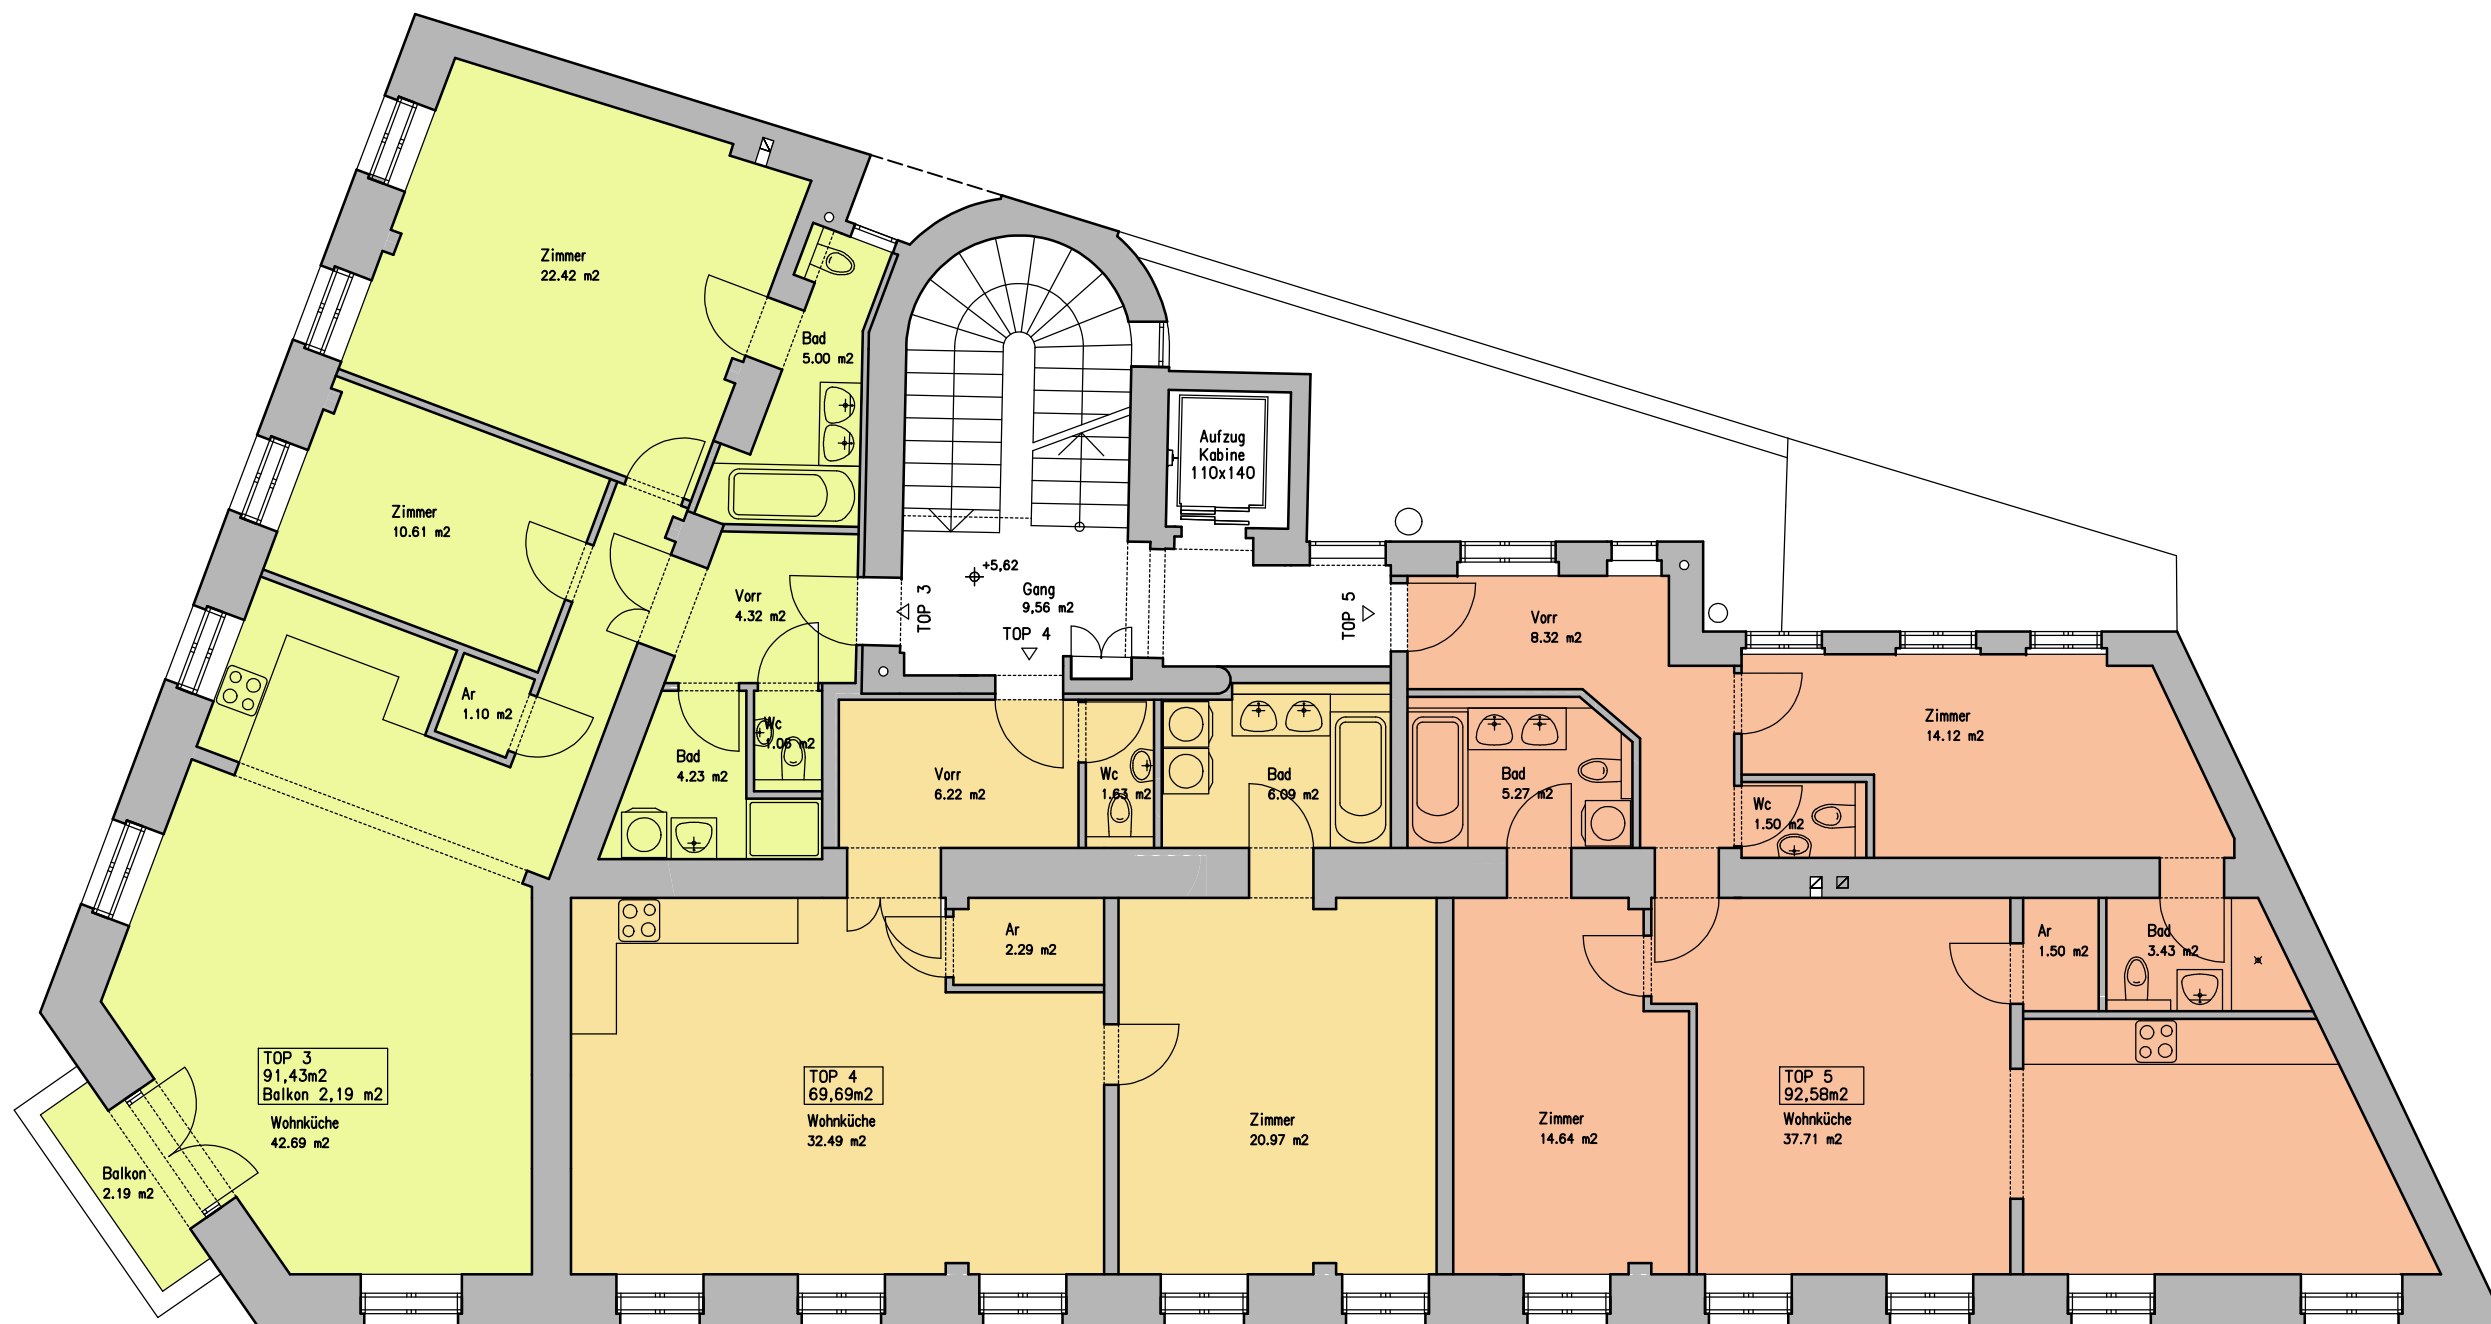 Zimmer
22.42 m2
Bad
5.00 m2
Aufzug
Kabine
110x140
Zimmer
10.61 m2
+5,62
Gang
9,56 m2
TOP 3
TOP 4
TOP 5
Vorr
4.32 m2
Vorr
8.32 m2
Ar
1.10 m2
Wc
1.06 m2
Bad
4.23 m2
Vorr
6.22 m2
Wc
1.63 m2
Bad
6.09 m2
Bad
5.27 m2
Zimmer
14.12 m2
Wc
1.50 m2
Ar
2.29 m2
Ar
1.50 m2
Bad
3.43 m2
TOP 3
91,43m2
Balkon 2,19 m2
Wohnküche
42.69 m2
Balkon
2.19 m2
TOP 4
69,69m2
Wohnküche
32.49 m2
Zimmer
20.97 m2
Zimmer
14.64 m2
TOP 5
92,58m2
Wohnküche
37.71 m2